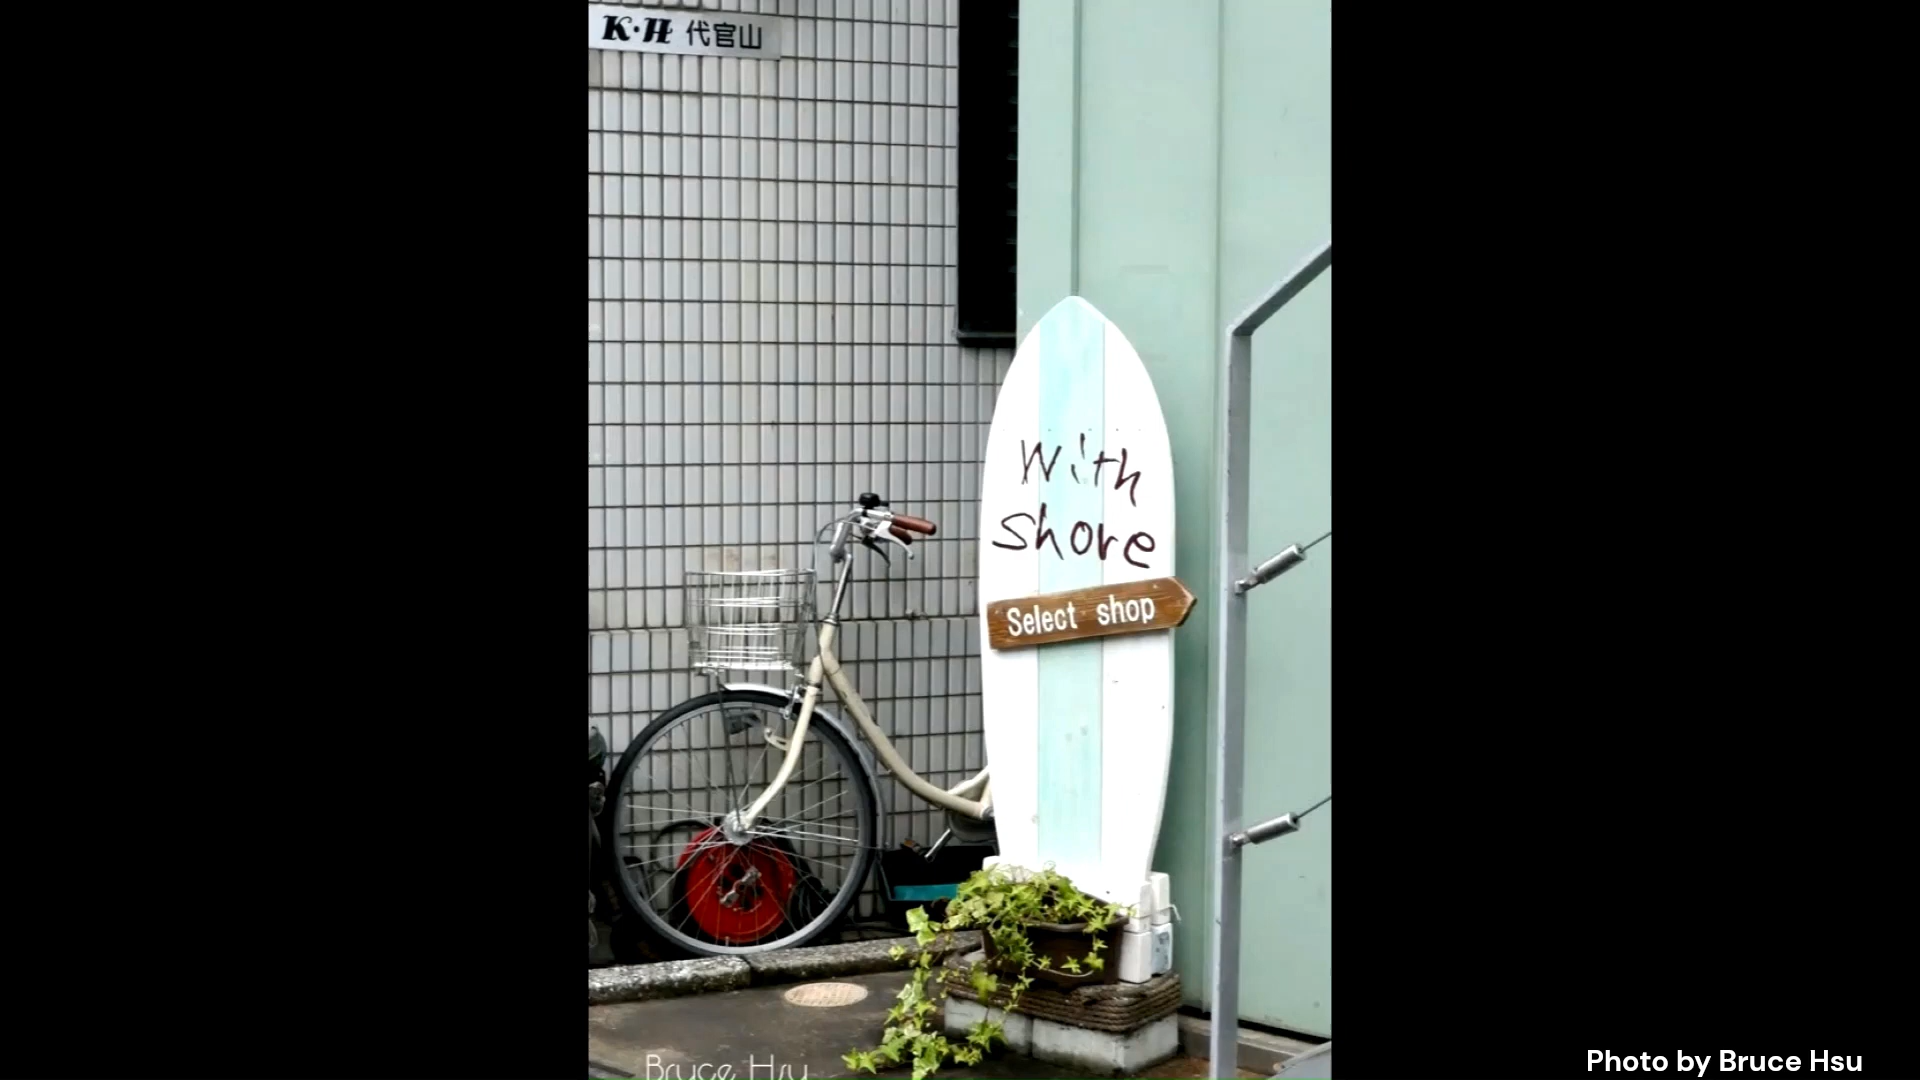 K·H 代官山
With
Shore
Select shop
Bruce Hsu
Photo by Bruce Hsu